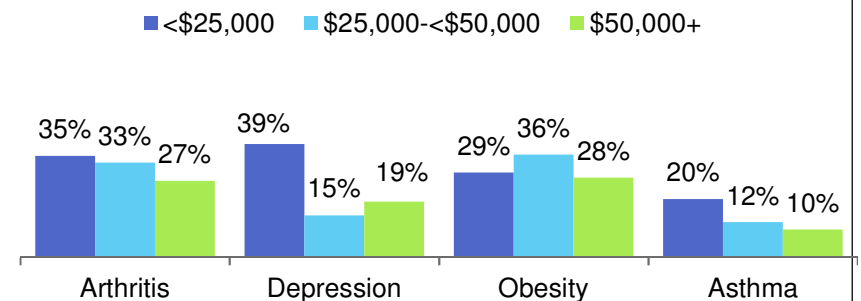 <$25,000 $25,000-<$50,000 $50,000+
35% 33% 27% 39% 15% 19% 29% 36% 28% 20% 12% 10%
Arthritis Depression Obesity Asthma